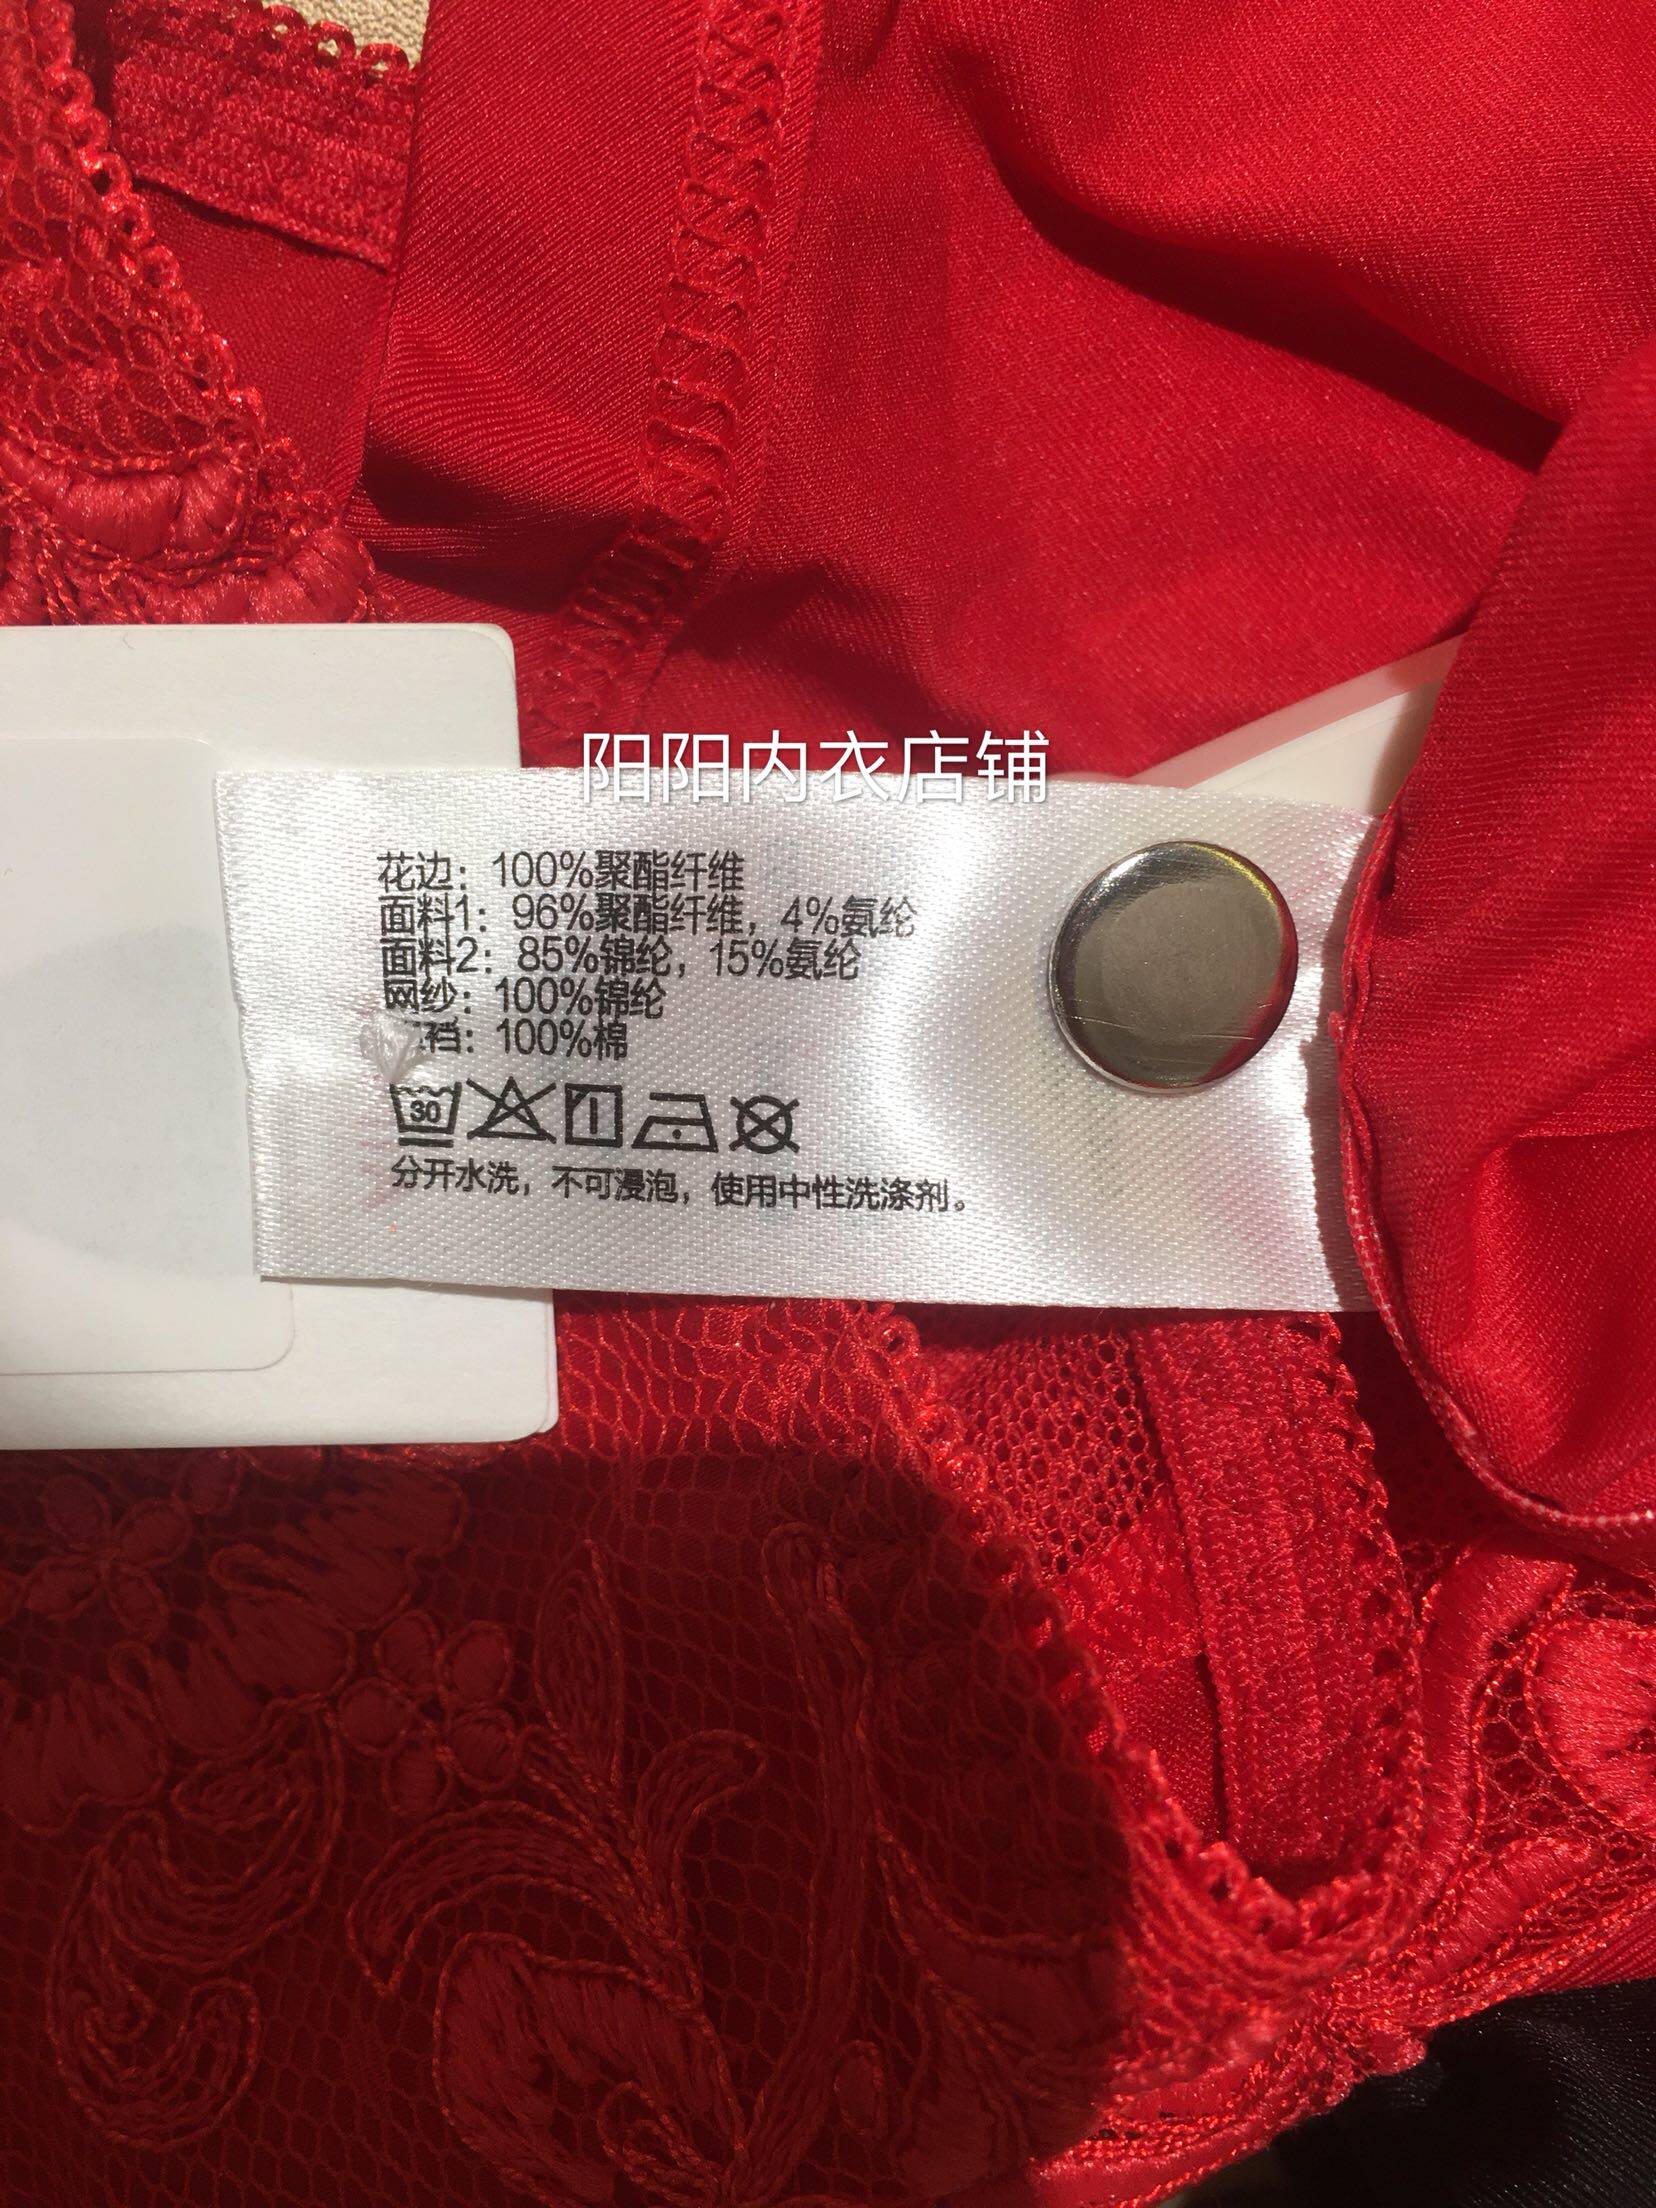 阳阳内衣店铺
花边：100%聚酯纤维
面料1：96%聚酯纤维，4%氨纶
面料2：85%锦纶，15%氨纶
网纱：100%锦纶
裆：100%棉
30
分开水洗，不可浸泡，使用中性洗涤剂。